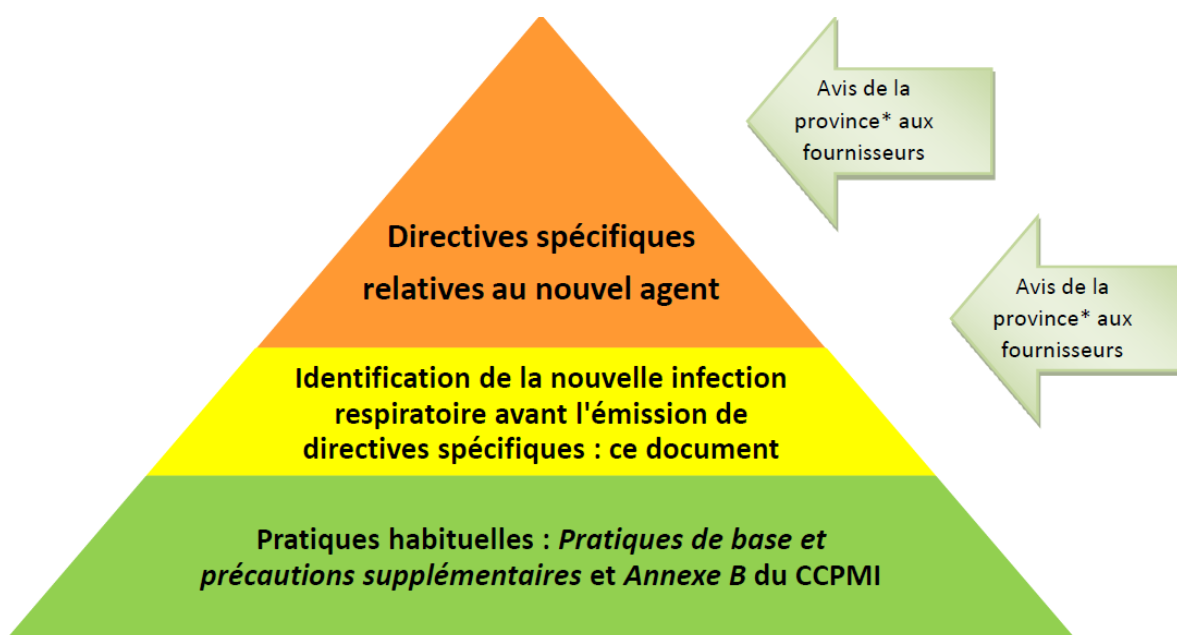 Avis de la
province* aux
fournisseurs
Directives spécifiques
relatives au nouvel agent
Avis de la
province* aux
fournisseurs
Identification de la nouvelle infection
respiratoire avant l'émission de
directives spécifiques : ce document
Pratiques habituelles : Pratiques de base et
précautions supplémentaires et Annexe B du CCPMI